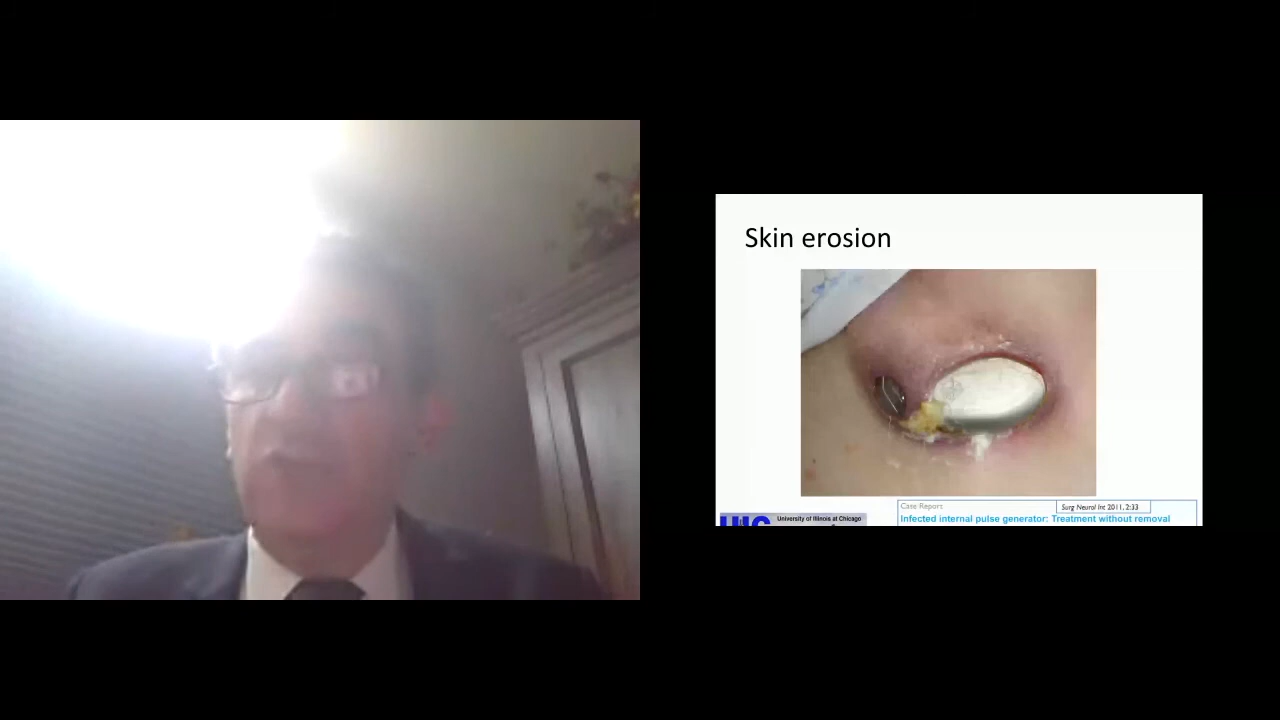 Skin erosion
UIC
University of Illinois at Chicago
Case Report
Surg Neurol Int 2011, 2:33
Infected internal pulse generator: Treatment without removal